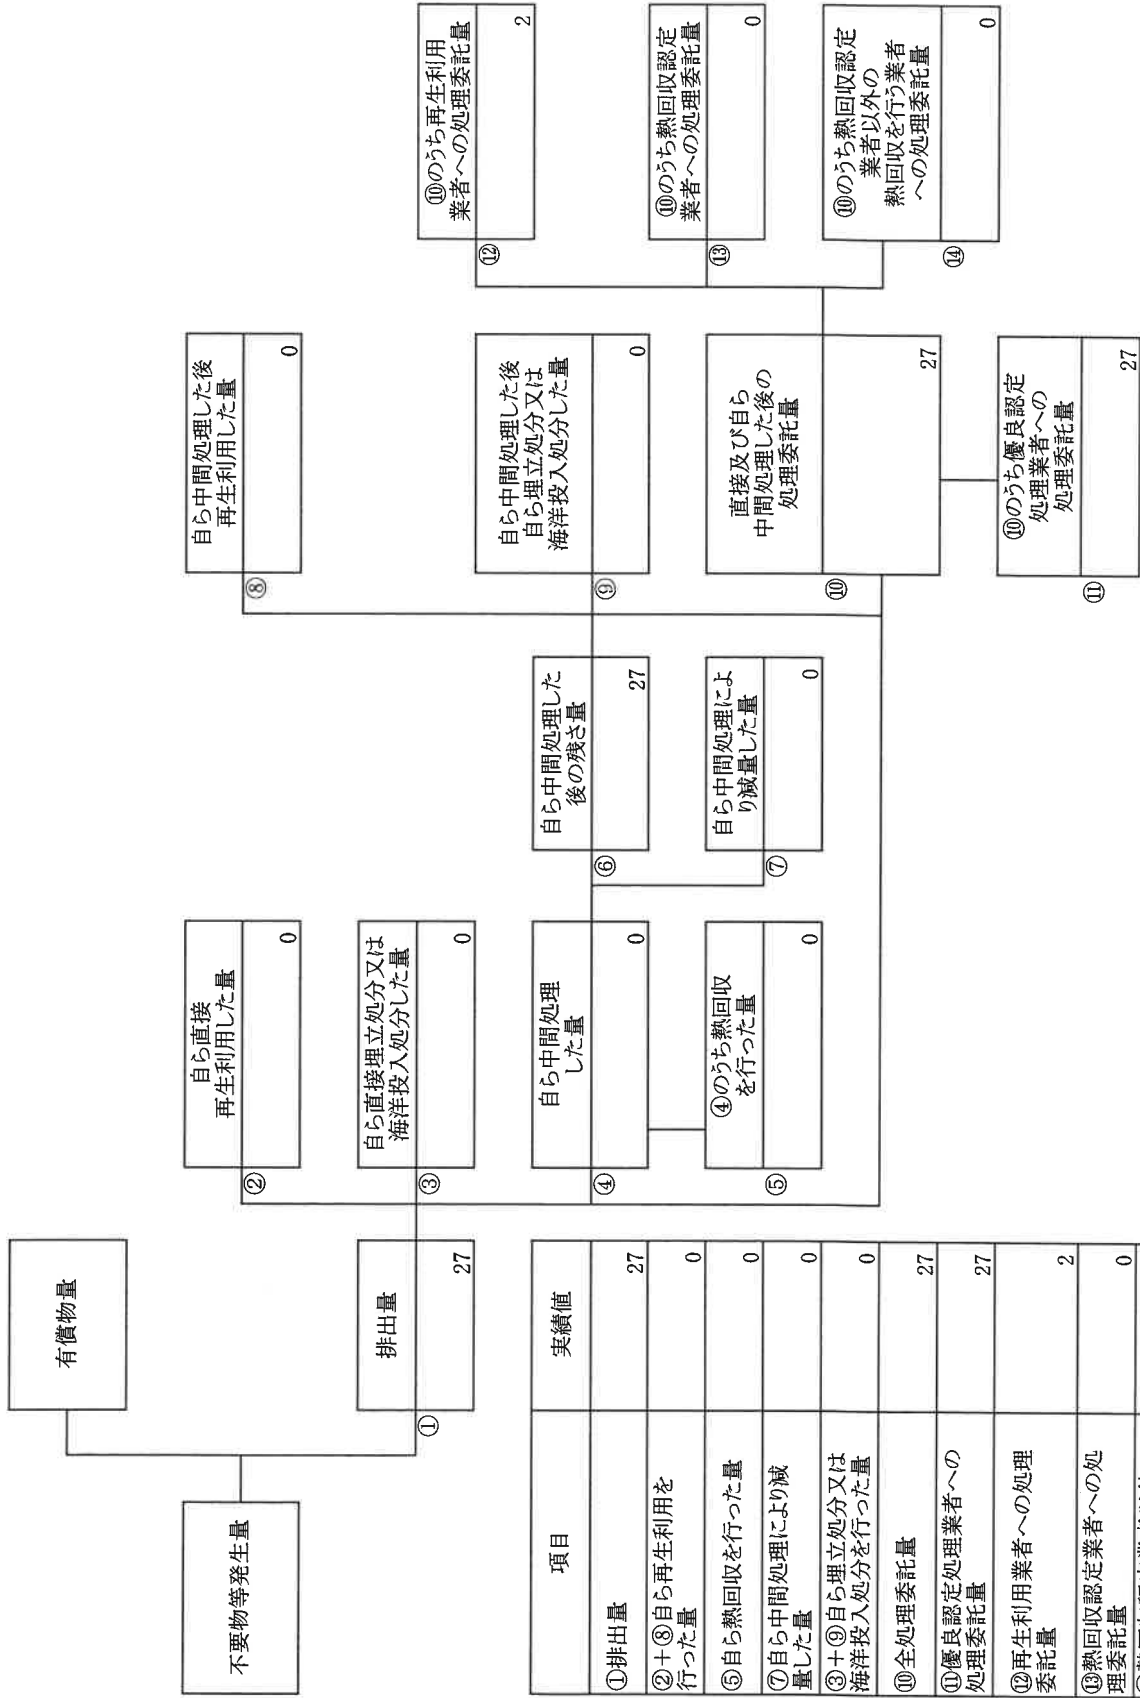 不要物等発生量
有償物量
①
排出量
27
②
自ら直接
再生利用した量
0
③
自ら直接埋立処分又は
海洋投入処分した量
0
④
自ら中間処理
した量
0
⑤
④のうち熱回収
を行った量
0
⑥
自ら中間処理した
後の残さ量
27
⑦
自ら中間処理によ
り減量した量
0
⑧
自ら中間処理した後
再生利用した量
0
⑨
自ら中間処理した後
自ら埋立処分又は
海洋投入処分した量
0
⑩
直接及び自ら
中間処理した後の
処理委託量
27
⑪
⑩のうち優良認定
処理業者への
処理委託量
27
⑫
⑩のうち再生利用
業者への処理委託量
2
⑬
⑩のうち熱回収認定
業者への処理委託量
0
⑭
⑩のうち熱回収認定
業者以外の
熱回収を行う業者
への処理委託量
0
項目
実績値
①排出量
27
②+⑧自ら再生利用を
行った量
0
⑤自ら熱回収を行った量
0
⑦自ら中間処理により減
量した量
0
③+⑨自ら埋立処分又は
海洋投入処分を行った量
0
⑩全処理委託量
27
⑪優良認定処理業者への
処理委託量
27
⑫再生利用業者への処理
委託量
2
⑬熱回収認定業者への処
理委託量
0